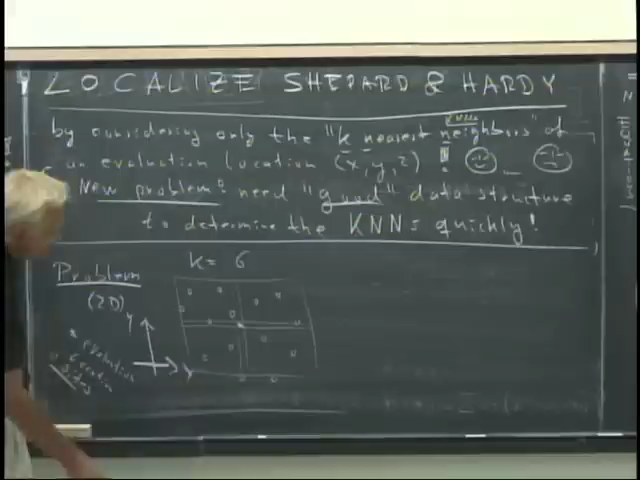 LOCALIZE SHEPARD & HARDY
by considering only the "k nearest neighbors" of
an evaluation location (x,y,z) !
New problem: need "good" data structure
to determine the KNNs quickly!
Problem k = 6
(2D)
y
x
evaluation
sites